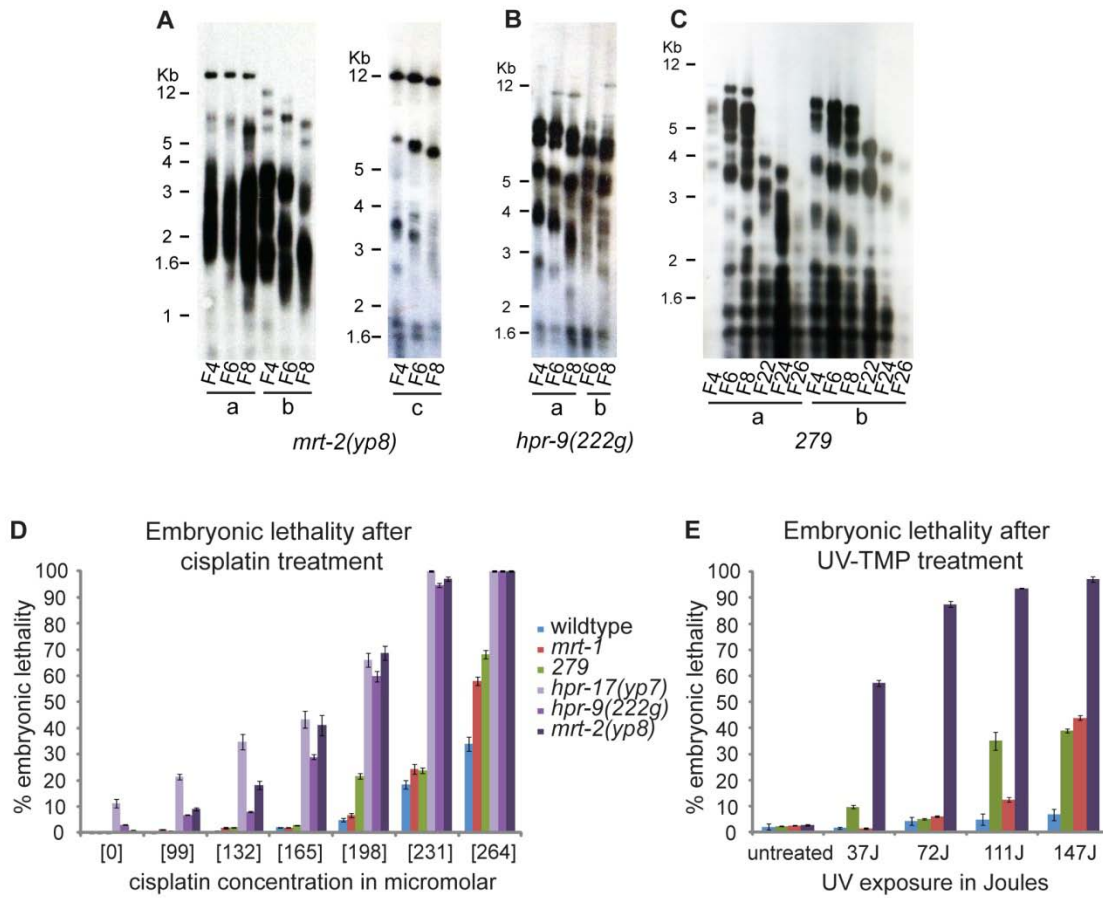 A
Kb
12
5
4
3
2
1.6
1
F4 F6 F8 F4 F6 F8
a b
Kb
12
5
4
3
2
1.6
F4 F6 F8
c
mrt-2(yp8)
B
Kb
12
5
4
3
2
1.6
F4 F6 F8 F6 F8
a b
hpr-9(222g)
C
Kb
12
5
4
3
2
1.6
F4 F6 F8 F22 F24 F26 F4 F6 F8 F22 F24 F26
a b
279
D
Embryonic lethality after
cisplatin treatment
% embryonic lethality
100
90
80
70
60
50
40
30
20
10
0
[0] [99] [132] [165] [198] [231] [264]
cisplatin concentration in micromolar
wildtype
mrt-1
279
hpr-17(yp7)
hpr-9(222g)
mrt-2(yp8)
E
Embryonic lethality after
UV-TMP treatment
% embryonic lethality
100
90
80
70
60
50
40
30
20
10
0
untreated 37J 72J 111J 147J
UV exposure in Joules